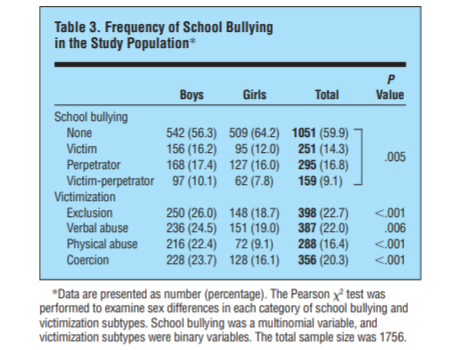 Table 3. Frequency of School Bullying
in the Study Population*
P
Boys Girls Total Value
School bullying
None 542 (56.3) 509 (64.2) 1051 (59.9)
Victim 156 (16.2) 95 (12.0) 251 (14.3)
.005
Perpetrator 168 (17.4) 127 (16.0) 295 (16.8)
Victim-perpetrator 97 (10.1) 62 (7.8) 159 (9.1)
Victimization
Exclusion 250 (26.0) 148 (18.7) 398 (22.7) <.001
Verbal abuse 236 (24.5) 151 (19.0) 387 (22.0) .006
Physical abuse 216 (22.4) 72 (9.1) 288 (16.4) <.001
Coercion 228 (23.7) 128 (16.1) 356 (20.3) <.001
*Data are presented as number (percentage). The Pearson χ² test was
performed to examine sex differences in each category of school bullying and
victimization subtypes. School bullying was a multinomial variable, and
victimization subtypes were binary variables. The total sample size was 1756.